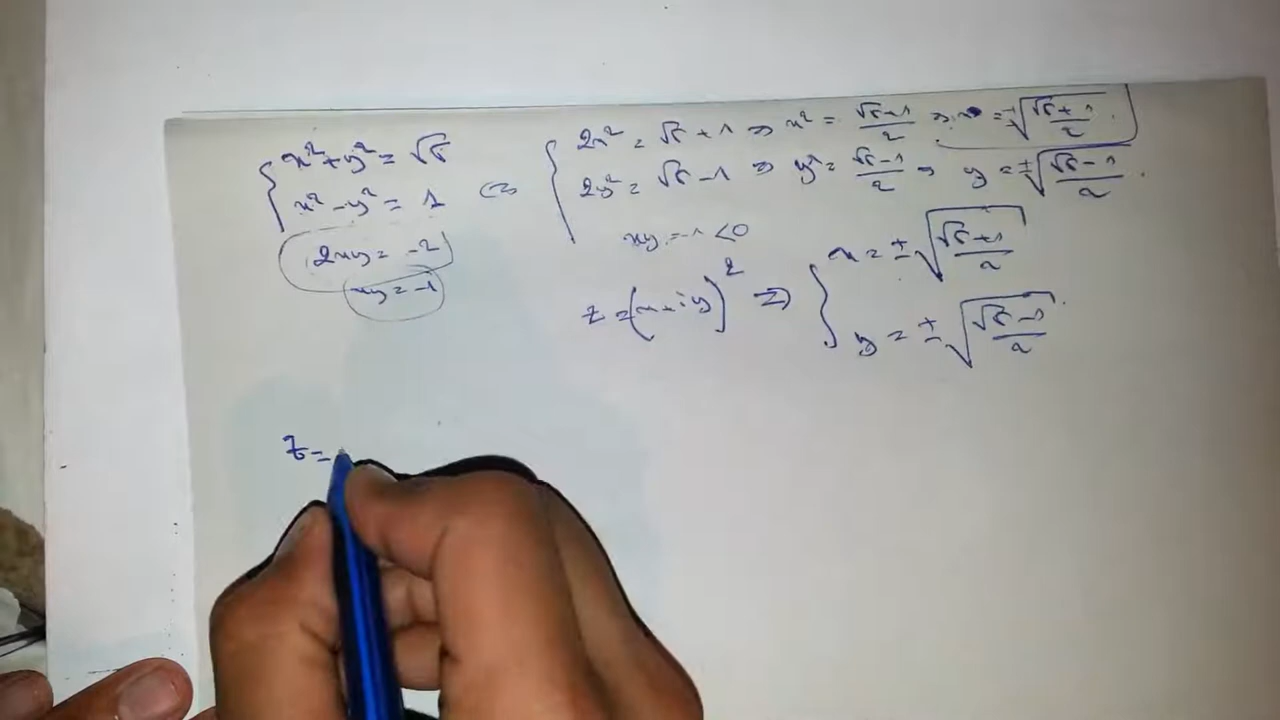 x² + y² = √5 ⇔ 2x² = √5 + 1 ⇒ x² = (√5+1)/2 ⇒ x = ±√((√5+1)/2)
x² - y² = 1 2y² = √5 - 1 ⇒ y² = (√5-1)/2 ⇒ y = ±√((√5-1)/2)
2xy = -2 xy = -1 < 0
xy = -1
z = (x+iy)² ⇒ { x = ±√((√5+1)/2)
y = ±√((√5-1)/2)
z =